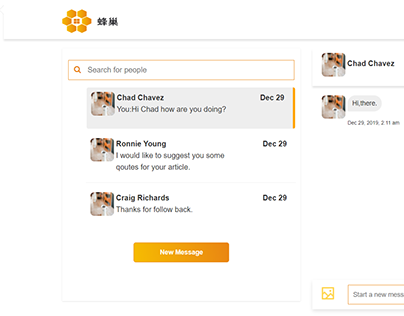 蜂巢
Search for people
Chad Chavez Dec 29
You:Hi Chad how are you doing?
Ronnie Young Dec 29
I would like to suggest you some
qoutes for your article.
Craig Richards Dec 29
Thanks for follow back.
New Message
Chad Chavez
Hi,there.
Dec 29, 2019, 2:11 am
Start a new mess